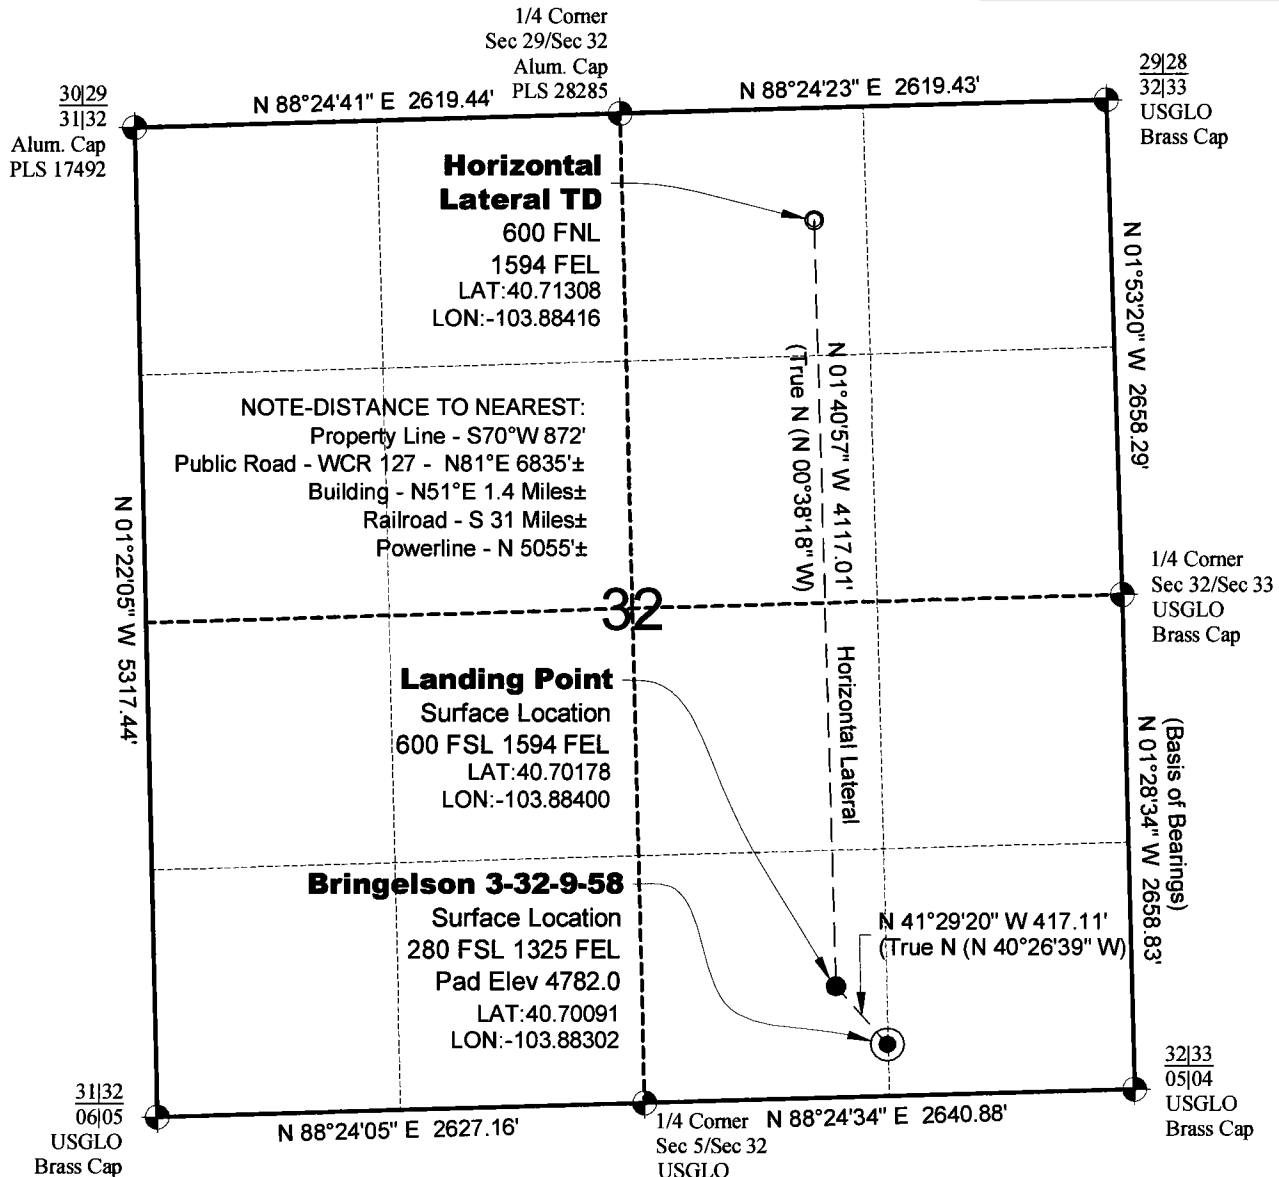 1/4 Corner
Sec 29/Sec 32
Alum. Cap
PLS 28285
30|29
31|32
Alum. Cap
PLS 17492
N 88°24'41" E 2619.44'
N 88°24'23" E 2619.43'
29|28
32|33
USGLO
Brass Cap
Horizontal
Lateral TD
600 FNL
1594 FEL
LAT:40.71308
LON:-103.88416
N 01°53'20" W 2658.29'
N 01°40'57" W 4117.01'
(True N (N 00°38'18" W)
NOTE-DISTANCE TO NEAREST:
Property Line - S70°W 872'
Public Road - WCR 127 - N81°E 6835'±
Building - N51°E 1.4 Miles±
Railroad - S 31 Miles±
Powerline - N 5055'±
N 01°22'05" W 5317.44'
32
1/4 Corner
Sec 32/Sec 33
USGLO
Brass Cap
Horizontal Lateral
Landing Point
Surface Location
600 FSL 1594 FEL
LAT:40.70178
LON:-103.88400
(Basis of Bearings)
N 01°28'34" W 2658.83'
Bringelson 3-32-9-58
Surface Location
280 FSL 1325 FEL
Pad Elev 4782.0
LAT:40.70091
LON:-103.88302
N 41°29'20" W 417.11'
(True N (N 40°26'39" W)
31|32
06|05
USGLO
Brass Cap
N 88°24'05" E 2627.16'
1/4 Corner
Sec 5/Sec 32
USGLO
N 88°24'34" E 2640.88'
32|33
05|04
USGLO
Brass Cap